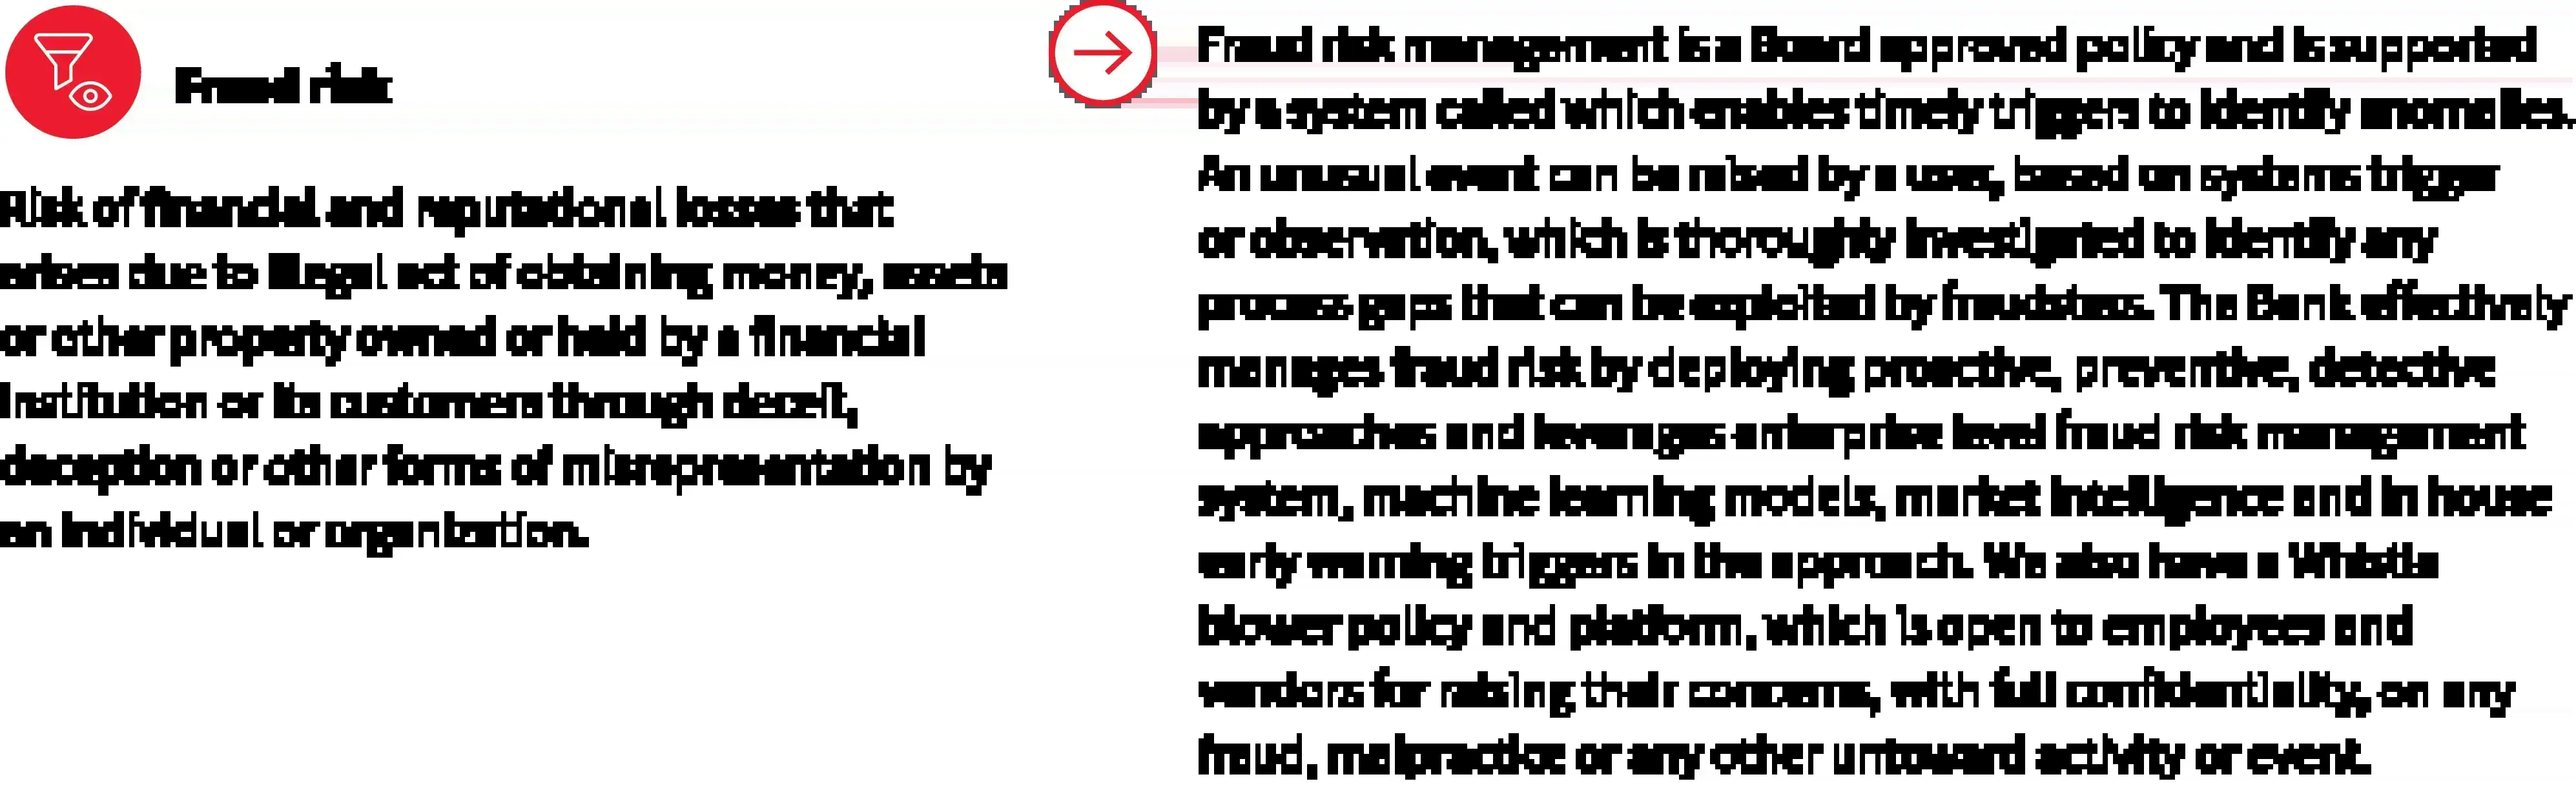 Fraud risk
Risk of financial and reputational losses that
arises due to illegal act of obtaining money, assets
or other property owned or held by a financial
institution or its customers through deceit,
deception or other forms of misrepresentation by
an individual or organization.
Fraud risk management is a Board approved policy and is supported
by a system called which enables timely triggers to identify anomalies.
An unusual event can be raised by a user, based on systems trigger
or observation, which is thoroughly investigated to identify any
process gaps that can be exploited by fraudsters. The Bank effectively
manages fraud risk by deploying proactive, preventive, detective
approaches and leverages enterprise level fraud risk management
system, machine learning models, market intelligence and in house
early warning triggers in the approach. We also have a Whistle
blower policy and platform, which is open to employees and
vendors for raising their concerns, with full confidentiality, on any
fraud, malpractice or any other untoward activity or event.